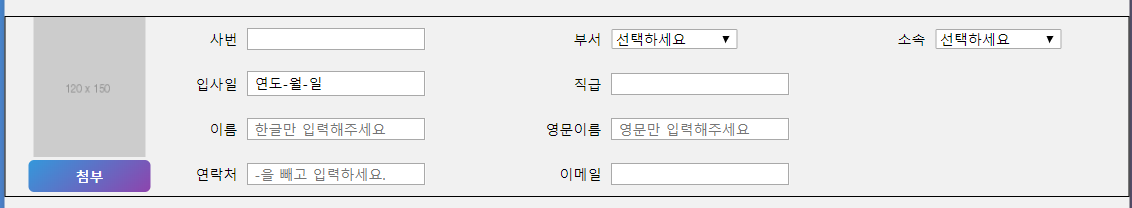 120 x 150
첨부
사번 부서 선택하세요 ▼ 소속 선택하세요 ▼
입사일 연도-월-일 직급
이름 한글만 입력해주세요 영문이름 영문만 입력해주세요
연락처 -을 빼고 입력하세요. 이메일